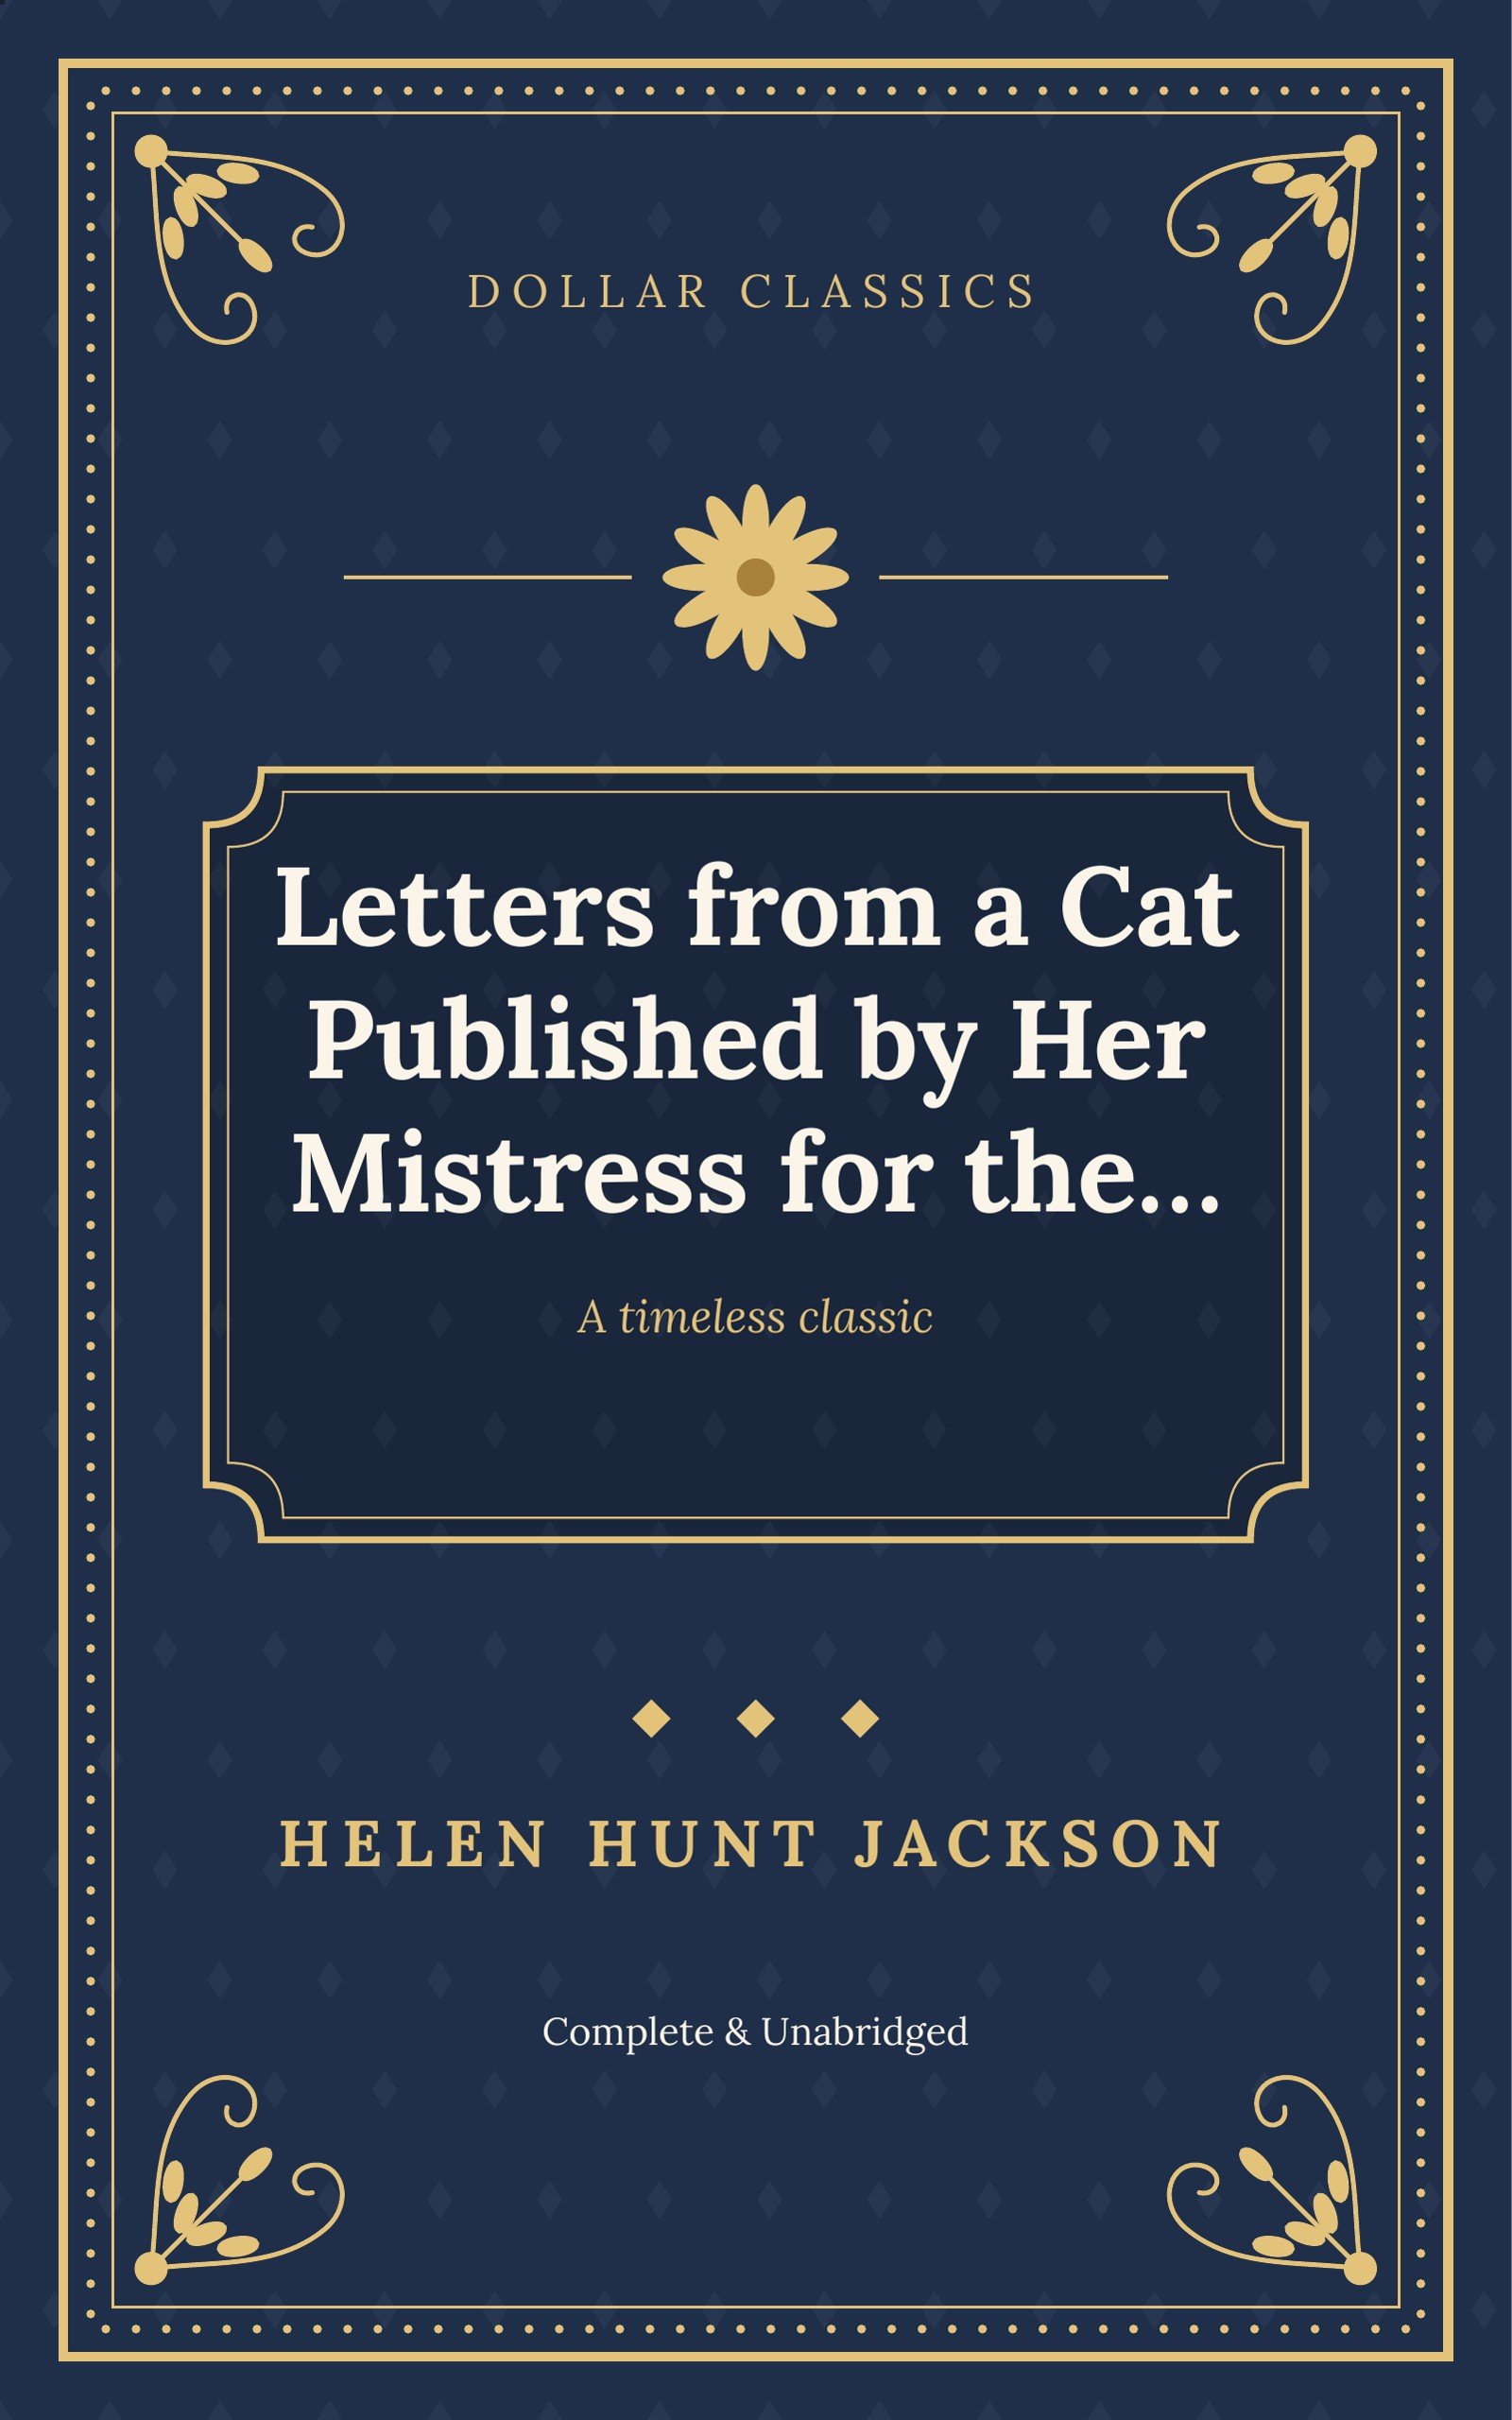 DOLLAR CLASSICS
Letters from a Cat
Published by Her
Mistress for the...
A timeless classic
HELEN HUNT JACKSON
Complete & Unabridged